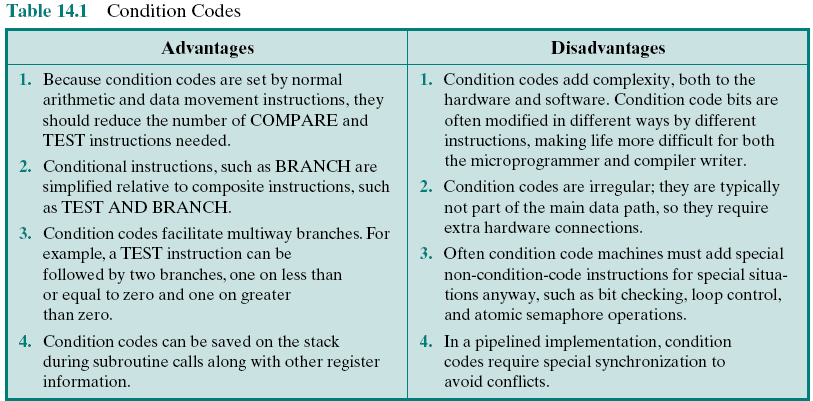 Table 14.1 Condition Codes
Advantages
1. Because condition codes are set by normal
arithmetic and data movement instructions, they
should reduce the number of COMPARE and
TEST instructions needed.
2. Conditional instructions, such as BRANCH are
simplified relative to composite instructions, such
as TEST AND BRANCH.
3. Condition codes facilitate multiway branches. For
example, a TEST instruction can be
followed by two branches, one on less than
or equal to zero and one on greater
than zero.
4. Condition codes can be saved on the stack
during subroutine calls along with other register
information.
Disadvantages
1. Condition codes add complexity, both to the
hardware and software. Condition code bits are
often modified in different ways by different
instructions, making life more difficult for both
the microprogrammer and compiler writer.
2. Condition codes are irregular; they are typically
not part of the main data path, so they require
extra hardware connections.
3. Often condition code machines must add special
non-condition-code instructions for special situa-
tions anyway, such as bit checking, loop control,
and atomic semaphore operations.
4. In a pipelined implementation, condition
codes require special synchronization to
avoid conflicts.